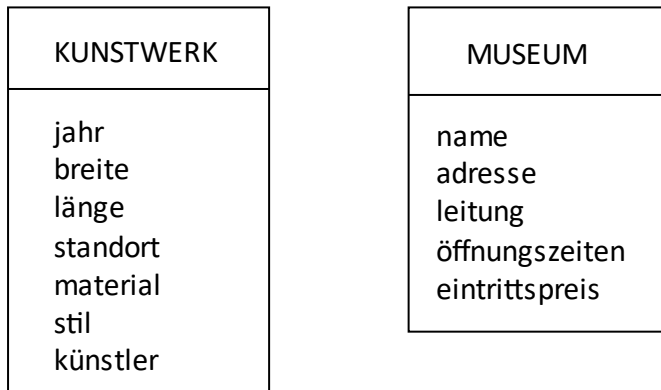 KUNSTWERK
jahr
breite
länge
standort
material
stil
künstler
MUSEUM
name
adresse
leitung
öffnungszeiten
eintrittspreis